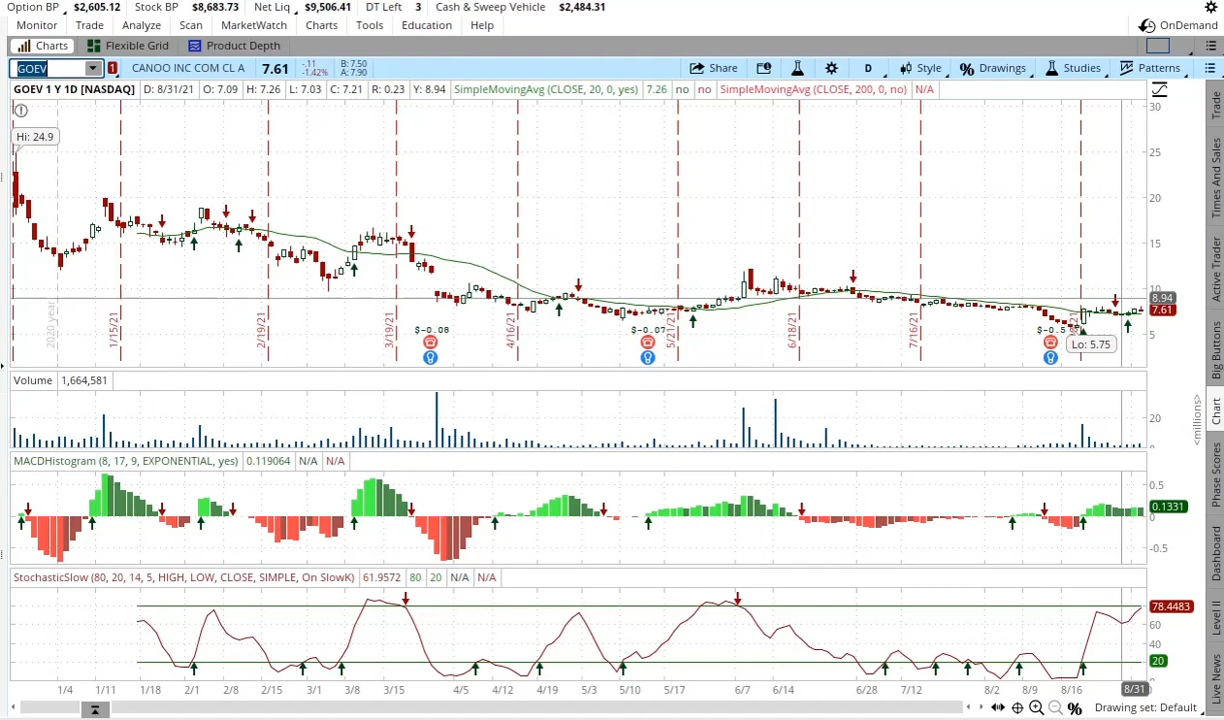 Option BP $2,605.12 Stock BP $8,683.73 Net Liq $9,506.41 DT Left 3 Cash & Sweep Vehicle $2,484.31
Monitor Trade Analyze Scan MarketWatch Charts Tools Education Help OnDemand
Charts Flexible Grid Product Depth
GOEV 1 CANOO INC COM CL A 7.61 -.11 -1.42% B: 7.50 A: 7.90 Share D Style Drawings Studies Patterns
GOEV 1 Y 1D [NASDAQ] D: 8/31/21 O: 7.09 H: 7.26 L: 7.03 C: 7.21 R: 0.23 Y: 8.94 SimpleMovingAvg (CLOSE, 20, 0, yes) 7.26 no no SimpleMovingAvg (CLOSE, 200, 0, no) N/A
30
Hi: 24.9
25
20
15
10
8.94
7.61
5
2020 year 1/15/21 2/19/21 3/19/21 4/16/21 5/21/21 6/18/21 7/16/21
$-0.08 $-0.07 $-0.5
Lo: 5.75
Volume 1,664,581
20
<millions>
MACDHistogram (8, 17, 9, EXPONENTIAL, yes) 0.119064 N/A N/A
0.5
0.1331
0
-0.5
StochasticSlow (80, 20, 14, 5, HIGH, LOW, CLOSE, SIMPLE, On SlowK) 61.9572 80 20 N/A N/A
78.4483
60
40
20
0
1/4 1/11 1/18 2/1 2/8 2/15 3/1 3/8 3/15 4/5 4/12 4/19 5/3 5/10 5/17 6/7 6/14 6/28 7/12 8/2 8/9 8/16 8/31
Drawing set: Default
Trade
Times And Sales
Active Trader
Big Buttons
Chart
Phase Scores
Dashboard
Level II
Live News